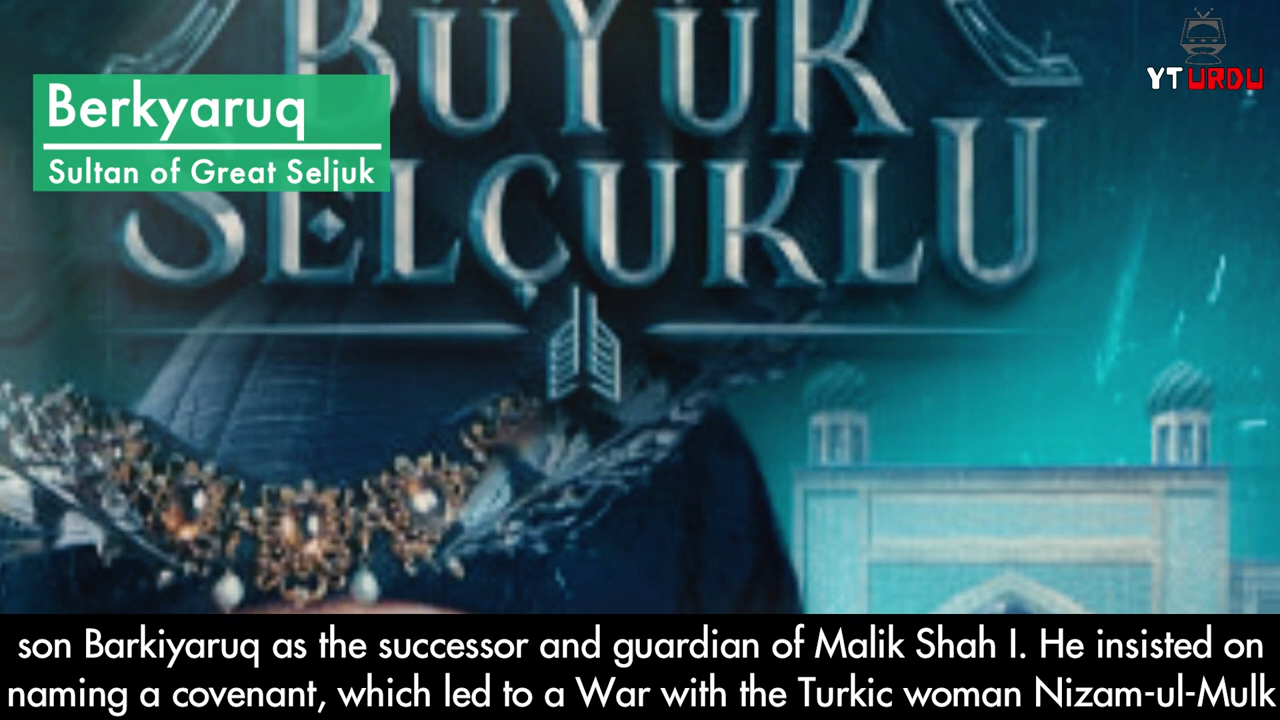 BÜYÜK
SELÇUKLU
YT URDU
Berkyaruq
Sultan of Great Seljuk
son Barkiyaruq as the successor and guardian of Malik Shah I. He insisted on
naming a covenant, which led to a War with the Turkic woman Nizam-ul-Mulk